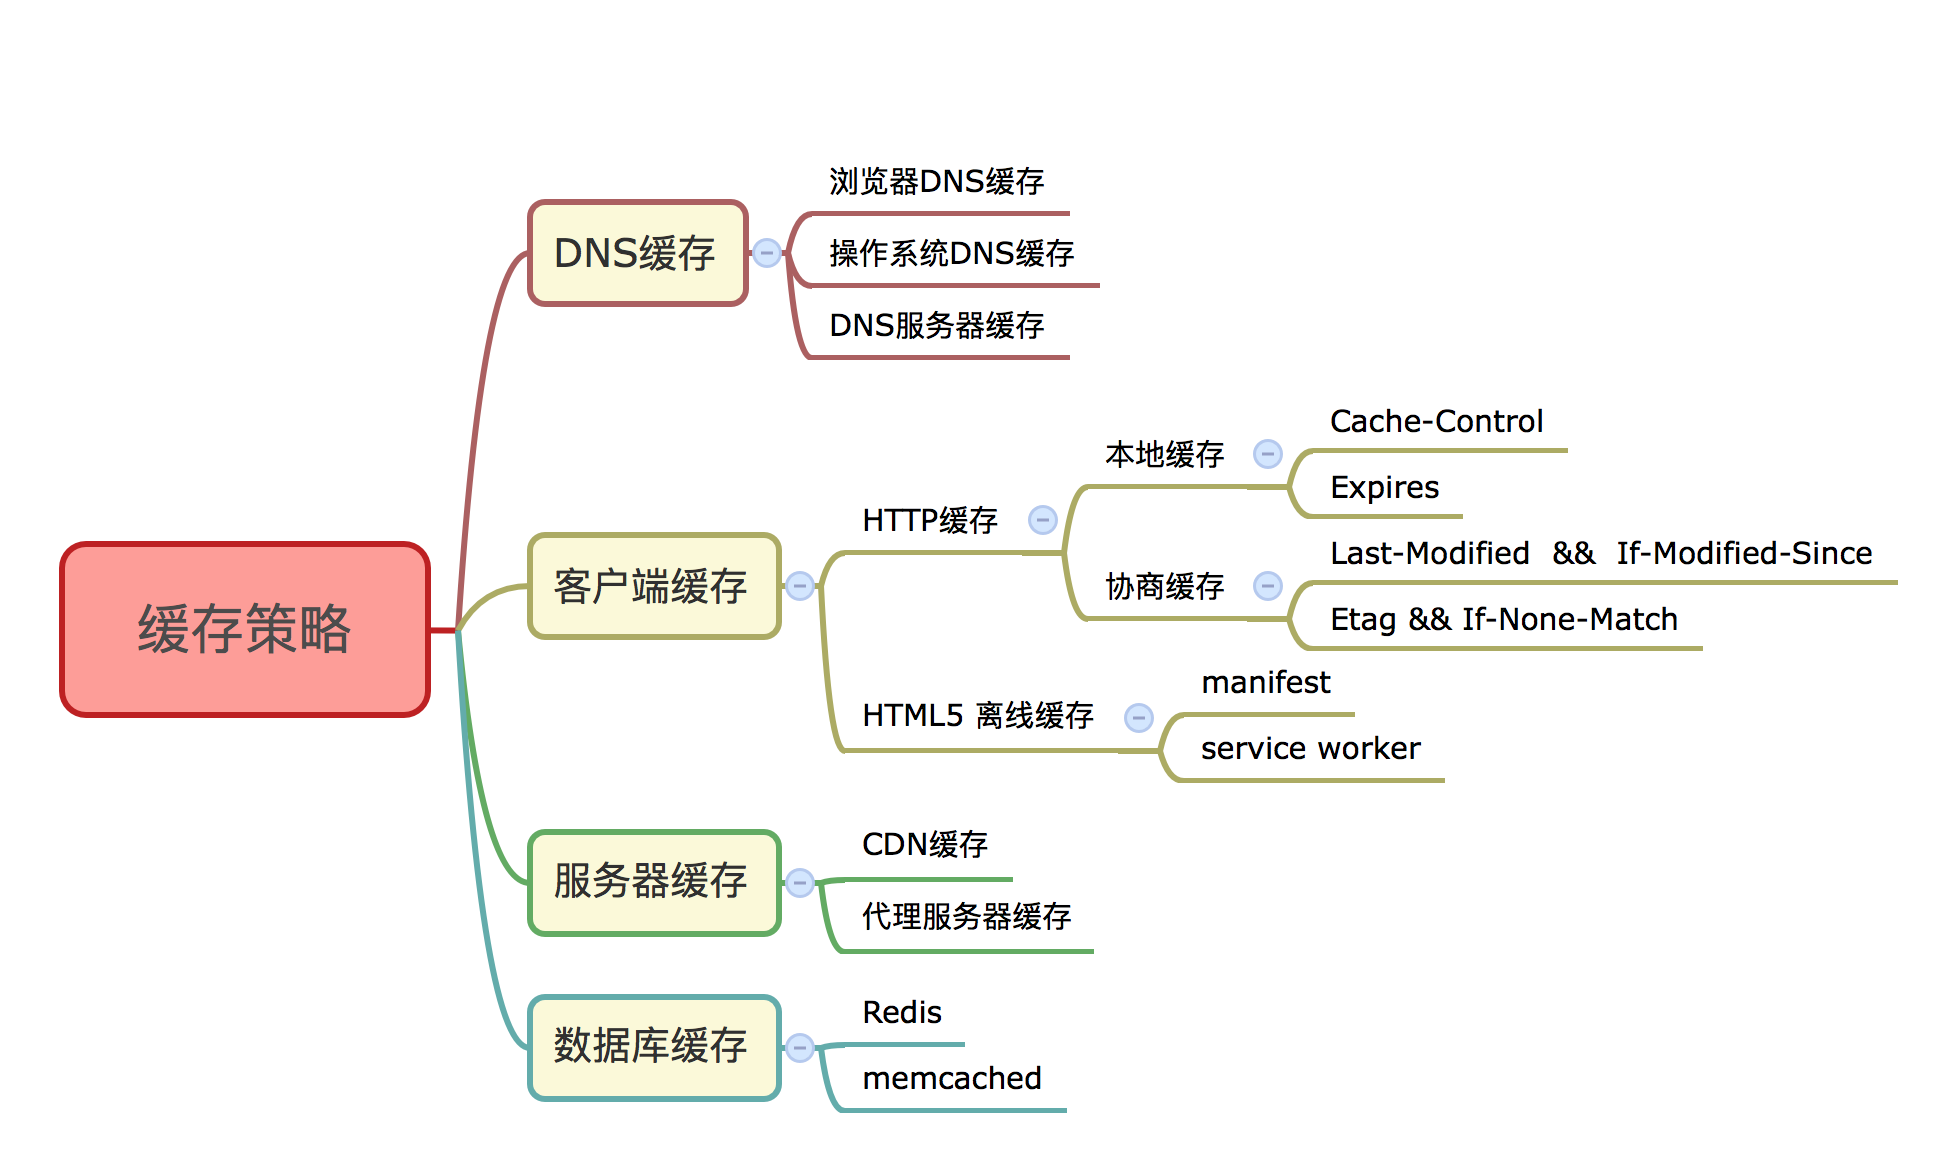 缓存策略
DNS缓存
浏览器DNS缓存
操作系统DNS缓存
DNS服务器缓存
客户端缓存
HTTP缓存
本地缓存
Cache-Control
Expires
协商缓存
Last-Modified && If-Modified-Since
Etag && If-None-Match
HTML5 离线缓存
manifest
service worker
服务器缓存
CDN缓存
代理服务器缓存
数据库缓存
Redis
memcached